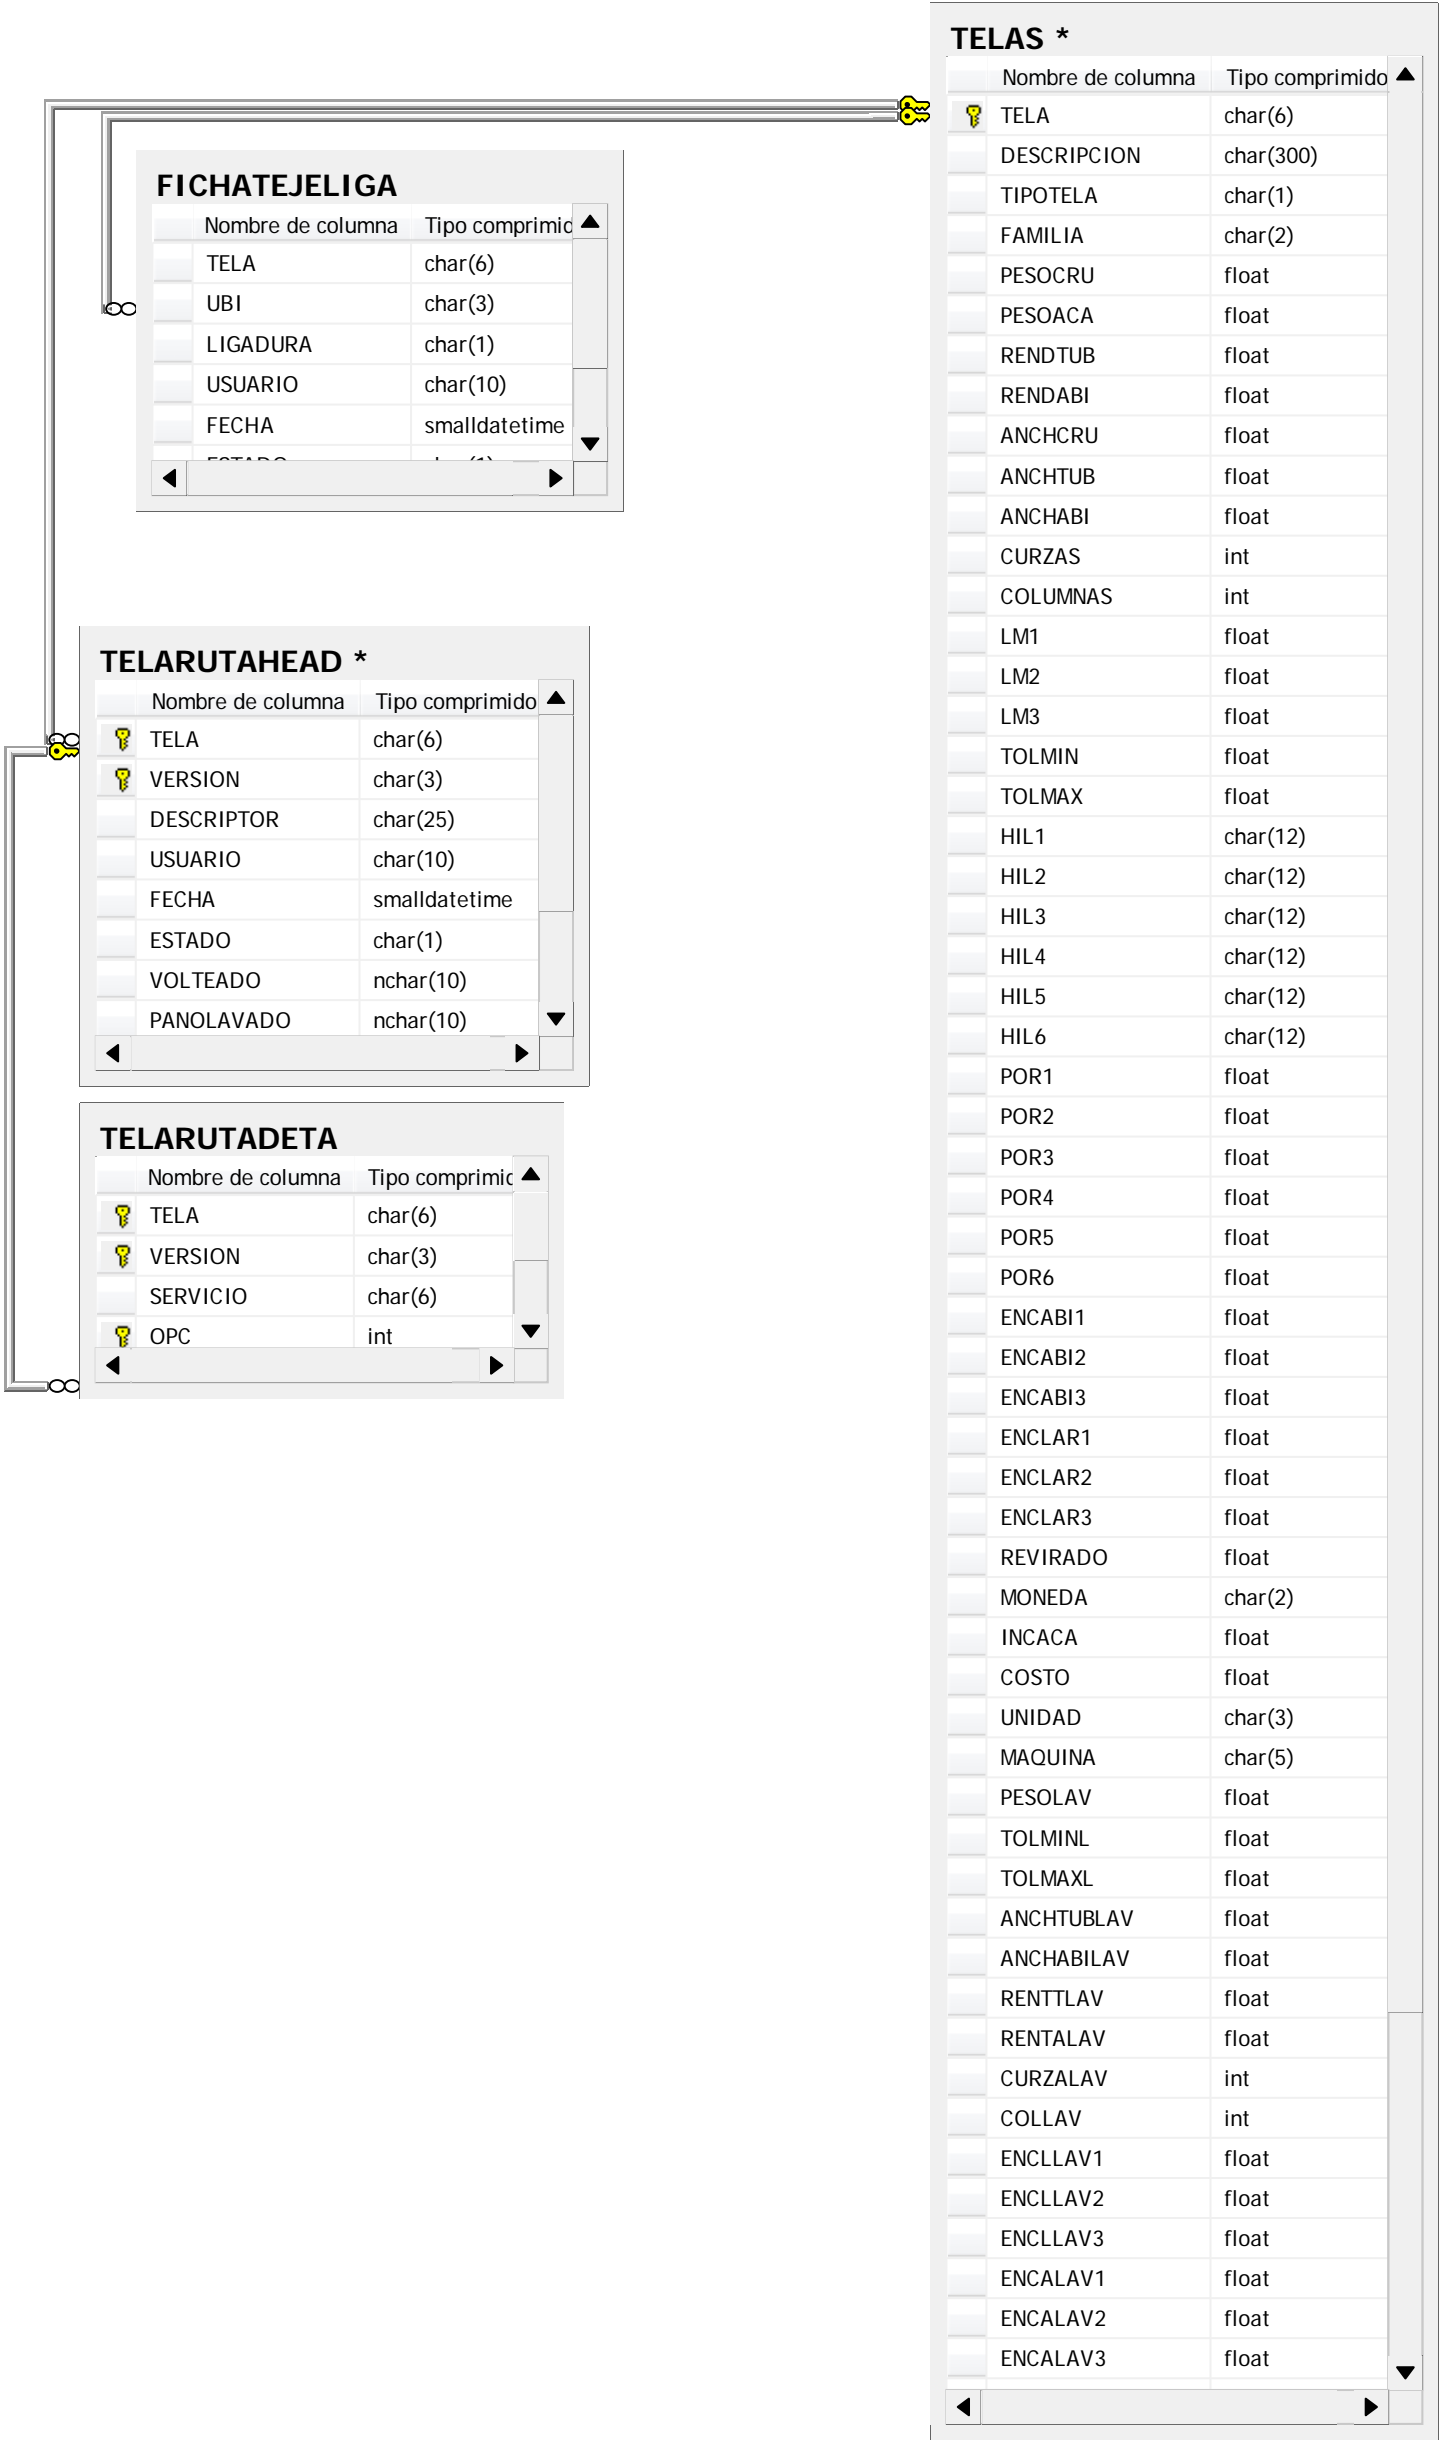 TELAS *
Nombre de columna Tipo comprimido
TELA char(6)
DESCRIPCION char(300)
TIPOTELA char(1)
FAMILIA char(2)
PESOCRU float
PESOACA float
RENDTUB float
RENDABI float
ANCHCRU float
ANCHTUB float
ANCHABI float
CURZAS int
COLUMNAS int
LM1 float
LM2 float
LM3 float
TOLMIN float
TOLMAX float
HIL1 char(12)
HIL2 char(12)
HIL3 char(12)
HIL4 char(12)
HIL5 char(12)
HIL6 char(12)
POR1 float
POR2 float
POR3 float
POR4 float
POR5 float
POR6 float
ENCABI1 float
ENCABI2 float
ENCABI3 float
ENCLAR1 float
ENCLAR2 float
ENCLAR3 float
REVIRADO float
MONEDA char(2)
INCACA float
COSTO float
UNIDAD char(3)
MAQUINA char(5)
PESOLAV float
TOLMINL float
TOLMAXL float
ANCHTUBLAV float
ANCHABILAV float
RENTTLAV float
RENTALAV float
CURZALAV int
COLLAV int
ENCLLAV1 float
ENCLLAV2 float
ENCLLAV3 float
ENCALAV1 float
ENCALAV2 float
ENCALAV3 float
FICHATEJELIGA
Nombre de columna Tipo comprimid
TELA char(6)
UBI char(3)
LIGADURA char(1)
USUARIO char(10)
FECHA smalldatetime
TELARUTAHEAD *
Nombre de columna Tipo comprimido
TELA char(6)
VERSION char(3)
DESCRIPTOR char(25)
USUARIO char(10)
FECHA smalldatetime
ESTADO char(1)
VOLTEADO nchar(10)
PANOLAVADO nchar(10)
TELARUTADETA
Nombre de columna Tipo comprimic
TELA char(6)
VERSION char(3)
SERVICIO char(6)
OPC int